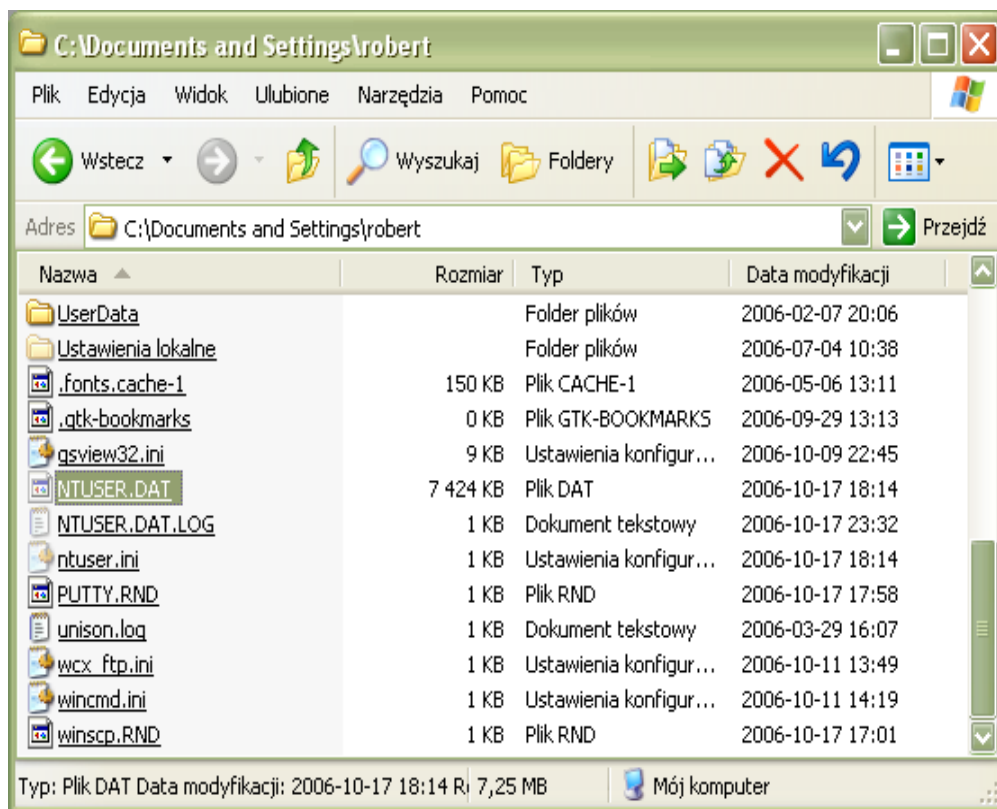 C:\Documents and Settings\robert
Plik Edycja Widok Ulubione Narzędzia Pomoc
Wstecz Wyszukaj Foldery
Adres C:\Documents and Settings\robert Przejdź
Nazwa Rozmiar Typ Data modyfikacji
UserData Folder plików 2006-02-07 20:06
Ustawienia lokalne Folder plików 2006-07-04 10:38
.fonts.cache-1 150 KB Plik CACHE-1 2006-05-06 13:11
.gtk-bookmarks 0 KB Plik GTK-BOOKMARKS 2006-09-29 13:13
gsview32.ini 9 KB Ustawienia konfigur... 2006-10-09 22:45
NTUSER.DAT 7 424 KB Plik DAT 2006-10-17 18:14
NTUSER.DAT.LOG 1 KB Dokument tekstowy 2006-10-17 23:32
ntuser.ini 1 KB Ustawienia konfigur... 2006-10-17 18:14
PUTTY.RND 1 KB Plik RND 2006-10-17 17:58
unison.log 1 KB Dokument tekstowy 2006-03-29 16:07
wcx_ftp.ini 1 KB Ustawienia konfigur... 2006-10-11 13:49
wincmd.ini 1 KB Ustawienia konfigur... 2006-10-11 14:19
winscp.RND 1 KB Plik RND 2006-10-17 17:01
Typ: Plik DAT Data modyfikacji: 2006-10-17 18:14 R 7,25 MB Mój komputer